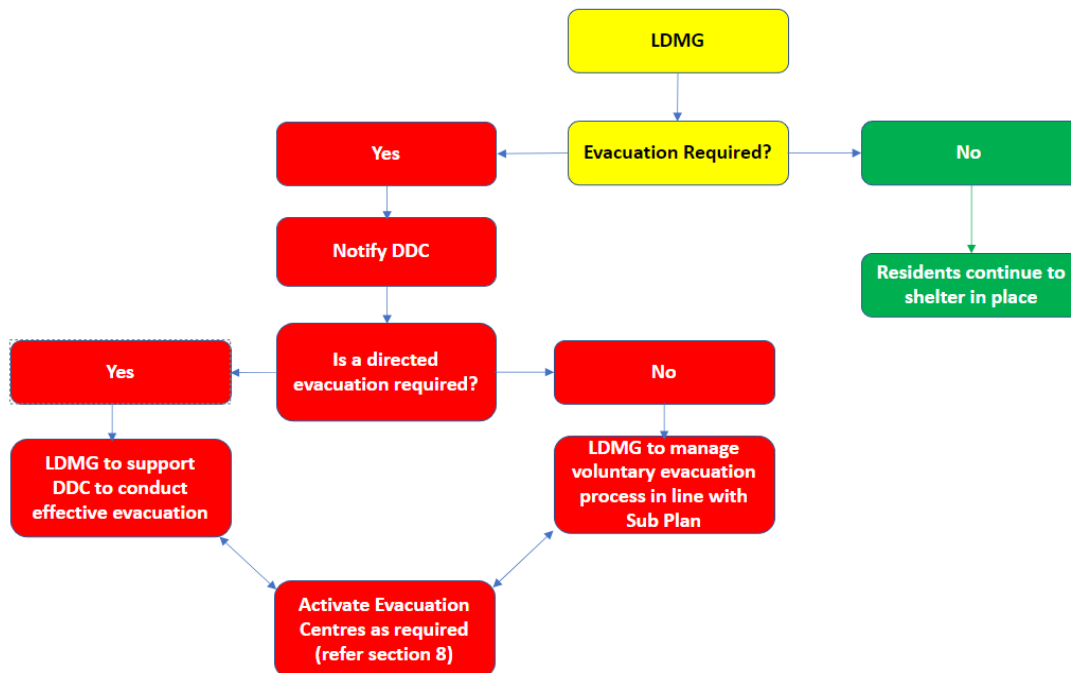 LDMG
Yes
Evacuation Required?
No
Notify DDC
Residents continue to
shelter in place
Yes
Is a directed
evacuation required?
No
LDMG to support
DDC to conduct
effective evacuation
LDMG to manage
voluntary evacuation
process in line with
Sub Plan
Activate Evacuation
Centres as required
(refer section 8)